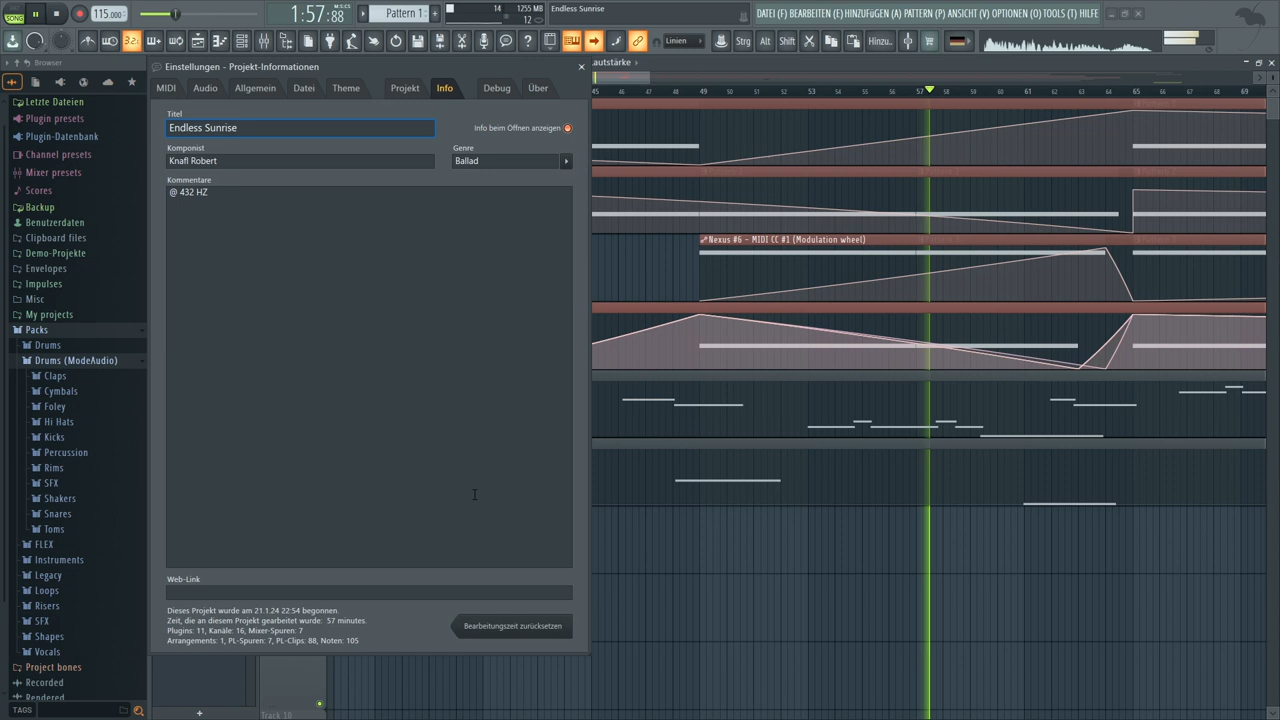 SONG
115.000
1:57:88
M:S:CS
Pattern 1
14
1255 MB
12
Endless Sunrise
DATEI (F) BEARBEITEN (E) HINZUFüGEN (A) PATTERN (P) ANSICHT (V) OPTIONEN (O) TOOLS (T) HILFE
32
Linien
Strg
Alt
Shift
Hinzu..
Browser
Letzte Dateien
Plugin presets
Plugin-Datenbank
Channel presets
Mixer presets
Scores
Backup
Benutzerdaten
Clipboard files
Demo-Projekte
Envelopes
Impulses
Misc
My projects
Packs
Drums
Drums (ModeAudio)
Claps
Cymbals
Foley
Hi Hats
Kicks
Percussion
Rims
SFX
Shakers
Snares
Toms
FLEX
Instruments
Legacy
Loops
Risers
SFX
Shapes
Vocals
Project bones
Recorded
Rendered
TAGS
Einstellungen - Projekt-Informationen
MIDI
Audio
Allgemein
Datei
Theme
Projekt
Info
Debug
Über
Titel
Endless Sunrise
Info beim Öffnen anzeigen
Komponist
Knafl Robert
Genre
Ballad
Kommentare
@ 432 HZ
Web-Link
Dieses Projekt wurde am 21.1.24 22:54 begonnen.
Zeit, die an diesem Projekt gearbeitet wurde: 57 minutes.
Plugins: 11, Kanäle: 16, Mixer-Spuren: 7
Arrangements: 1, PL-Spuren: 7, PL-Clips: 88, Noten: 105
Bearbeitungszeit zurücksetzen
autstärke
45 46 47 48 49 51 52 53 54 55 56 57 58 59 60 61 62 63 64 65 66 67 68 69
Nexus #6 - MIDI CC #1 (Modulation wheel)
Track 10